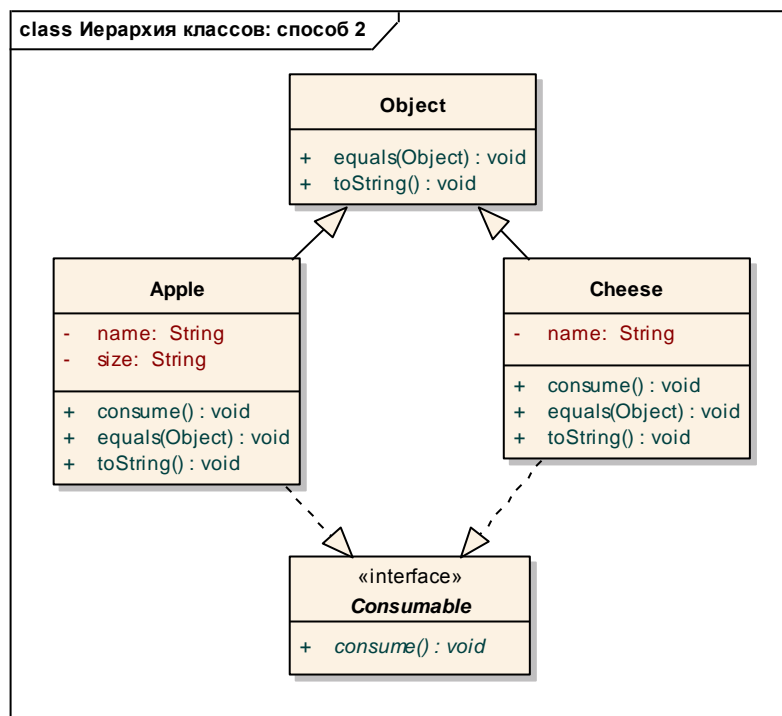 class Иерархия классов: способ 2
Object
+ equals(Object) : void
+ toString() : void
Apple
- name: String
- size: String
+ consume() : void
+ equals(Object) : void
+ toString() : void
Cheese
- name: String
+ consume() : void
+ equals(Object) : void
+ toString() : void
«interface»
Consumable
+ consume() : void